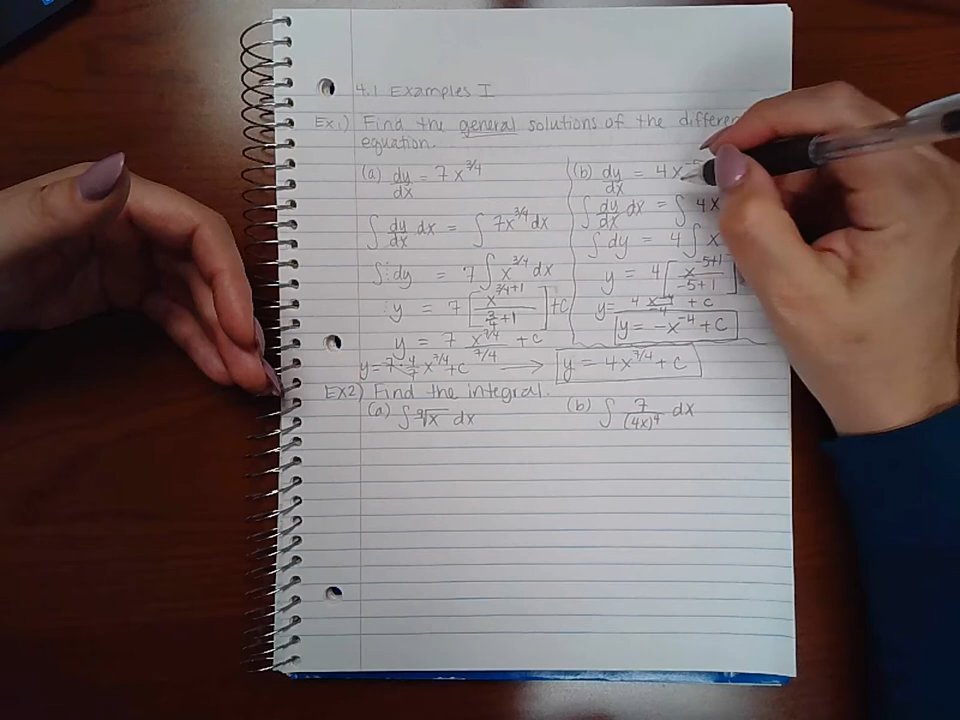 4.1 Examples I
Ex 1) Find the general solutions of the
equation.
(a) dy/dx = 7x^3/4
∫ dy/dx dx = ∫ 7x^3/4 dx
∫ dy = 7 ∫ x^3/4 dx
y = 7 [x^(3/4+1) / (3/4+1)] + c
y = 7 x^7/4 / 7/4 + c
y = 7 · 4/7 x^7/4 + c → y = 4x^7/4 + c
(b) dy/dx = 4x
∫ dy/dx dx = ∫ 4x
∫ dy = 4 ∫ x
y = 4 [x^(-5+1) / (-5+1)]
y = 4 x^-4 / -4 + c
y = -x^-4 + c
Ex2) Find the integral.
(a) ∫ ⁹√x dx
(b) ∫ 7/(4x)^4 dx